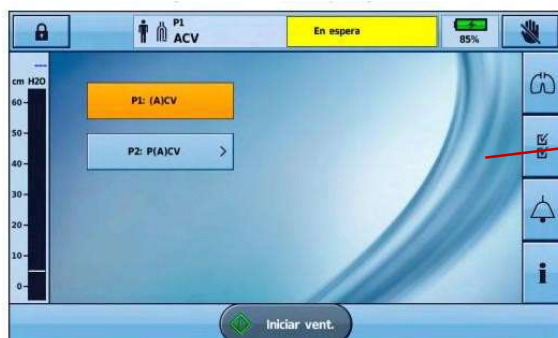 P1
ACV
En espera
85%
cm H2O
60
50
40
30
20
10
0
P1: (A)CV
P2: P(A)CV
Iniciar vent.